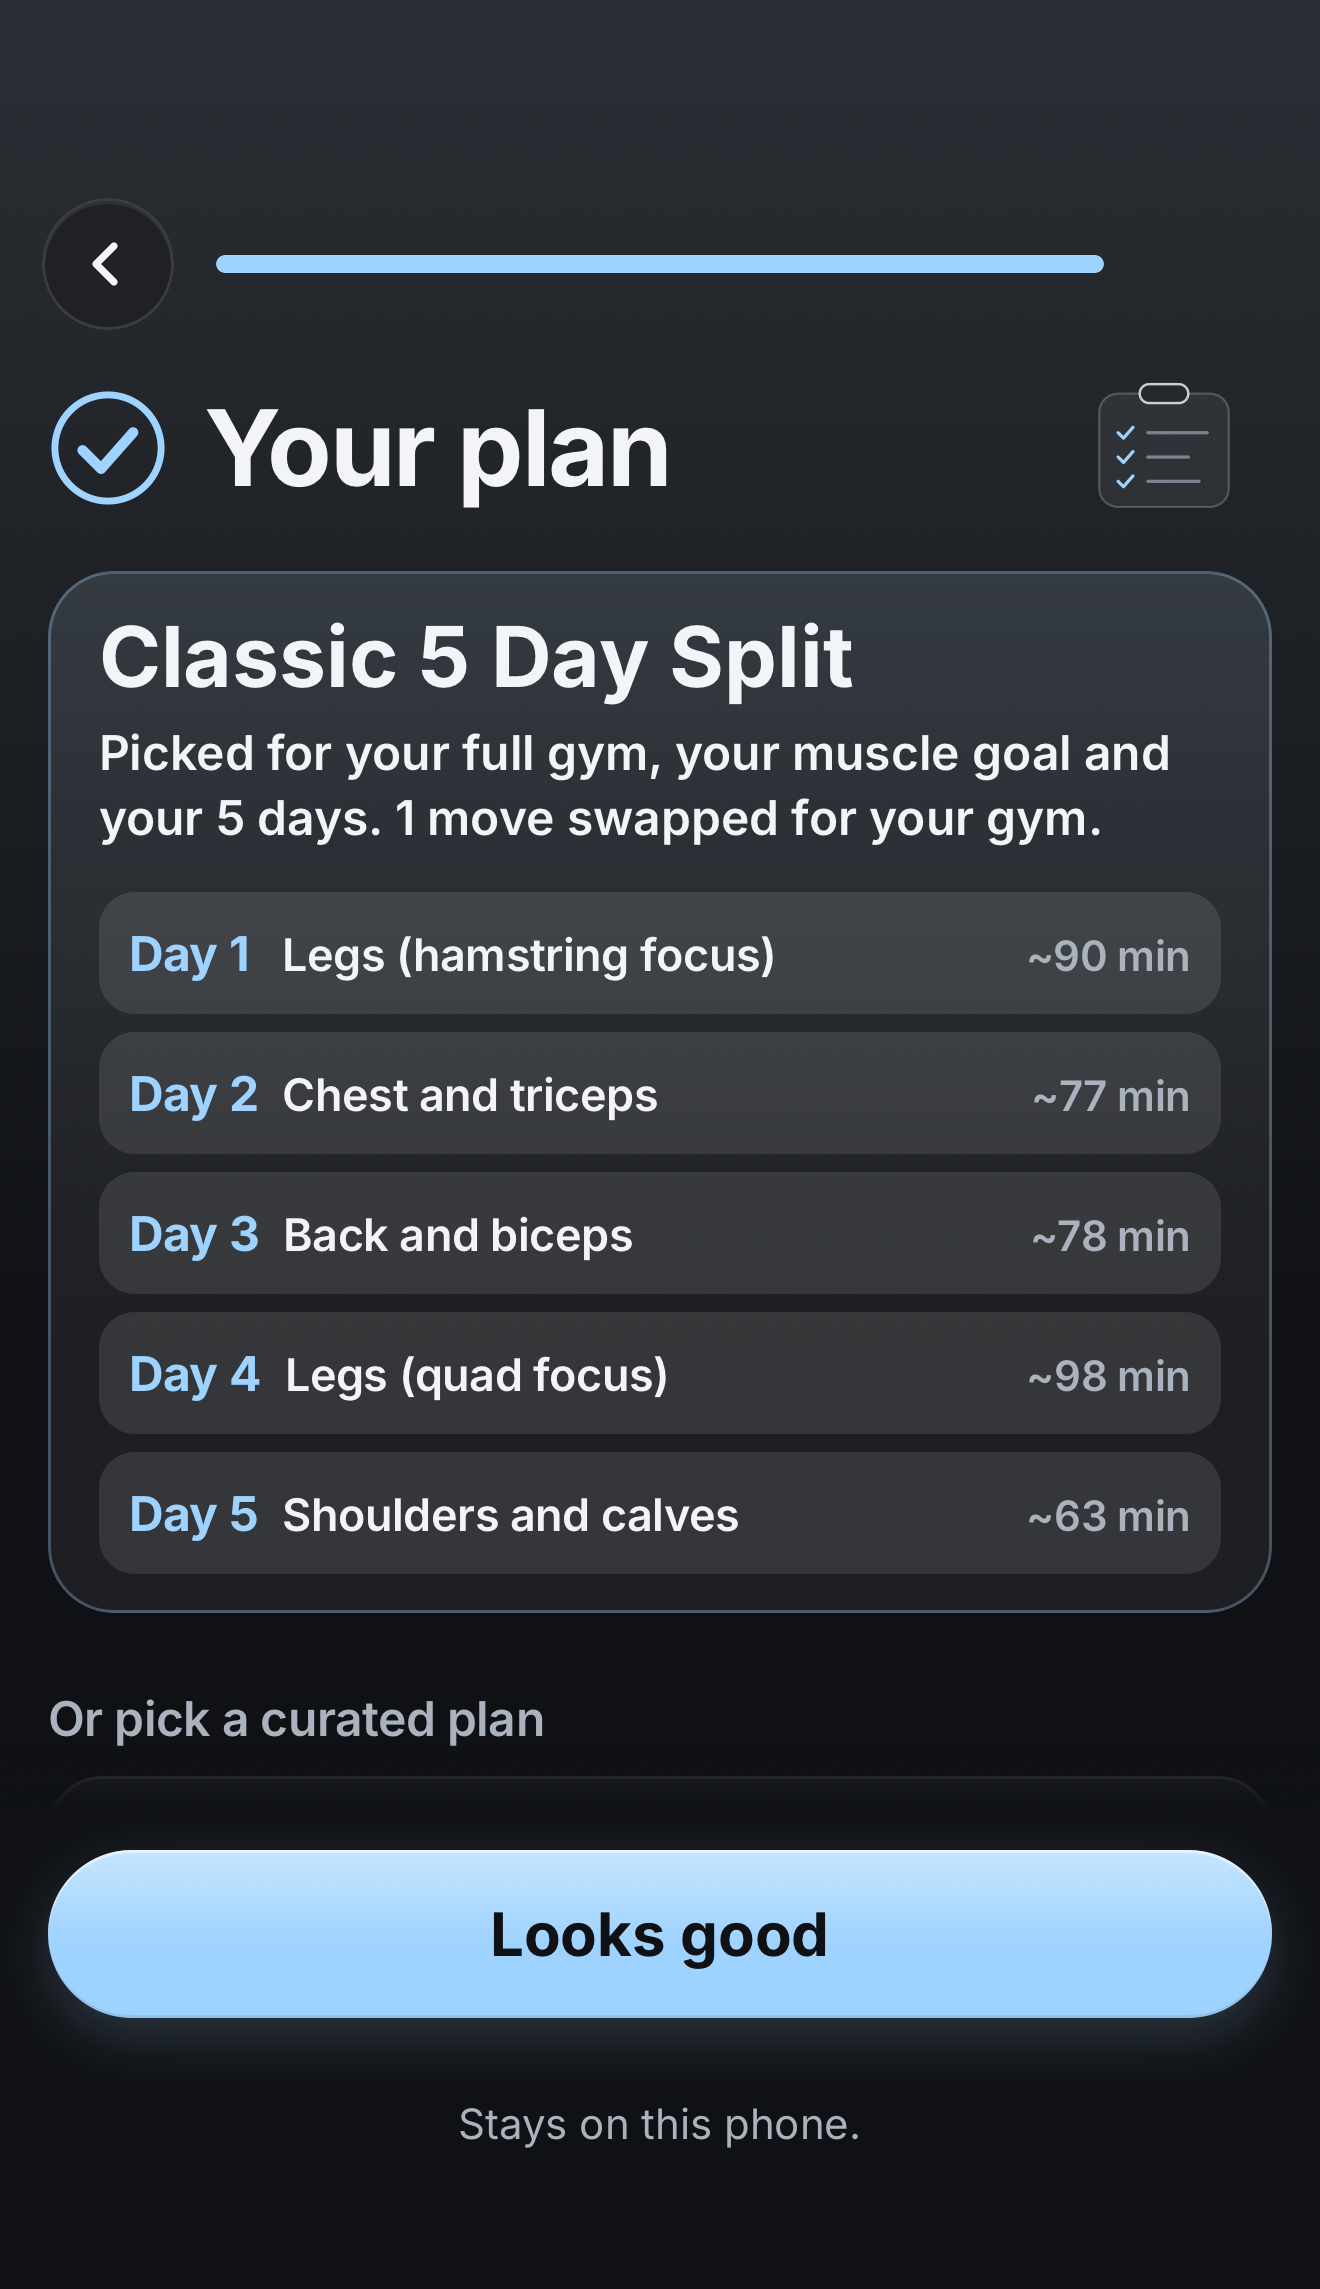 Your plan
Classic 5 Day Split
Picked for your full gym, your muscle goal and
your 5 days. 1 move swapped for your gym.
Day 1 Legs (hamstring focus) ~90 min
Day 2 Chest and triceps ~77 min
Day 3 Back and biceps ~78 min
Day 4 Legs (quad focus) ~98 min
Day 5 Shoulders and calves ~63 min
Or pick a curated plan
Looks good
Stays on this phone.